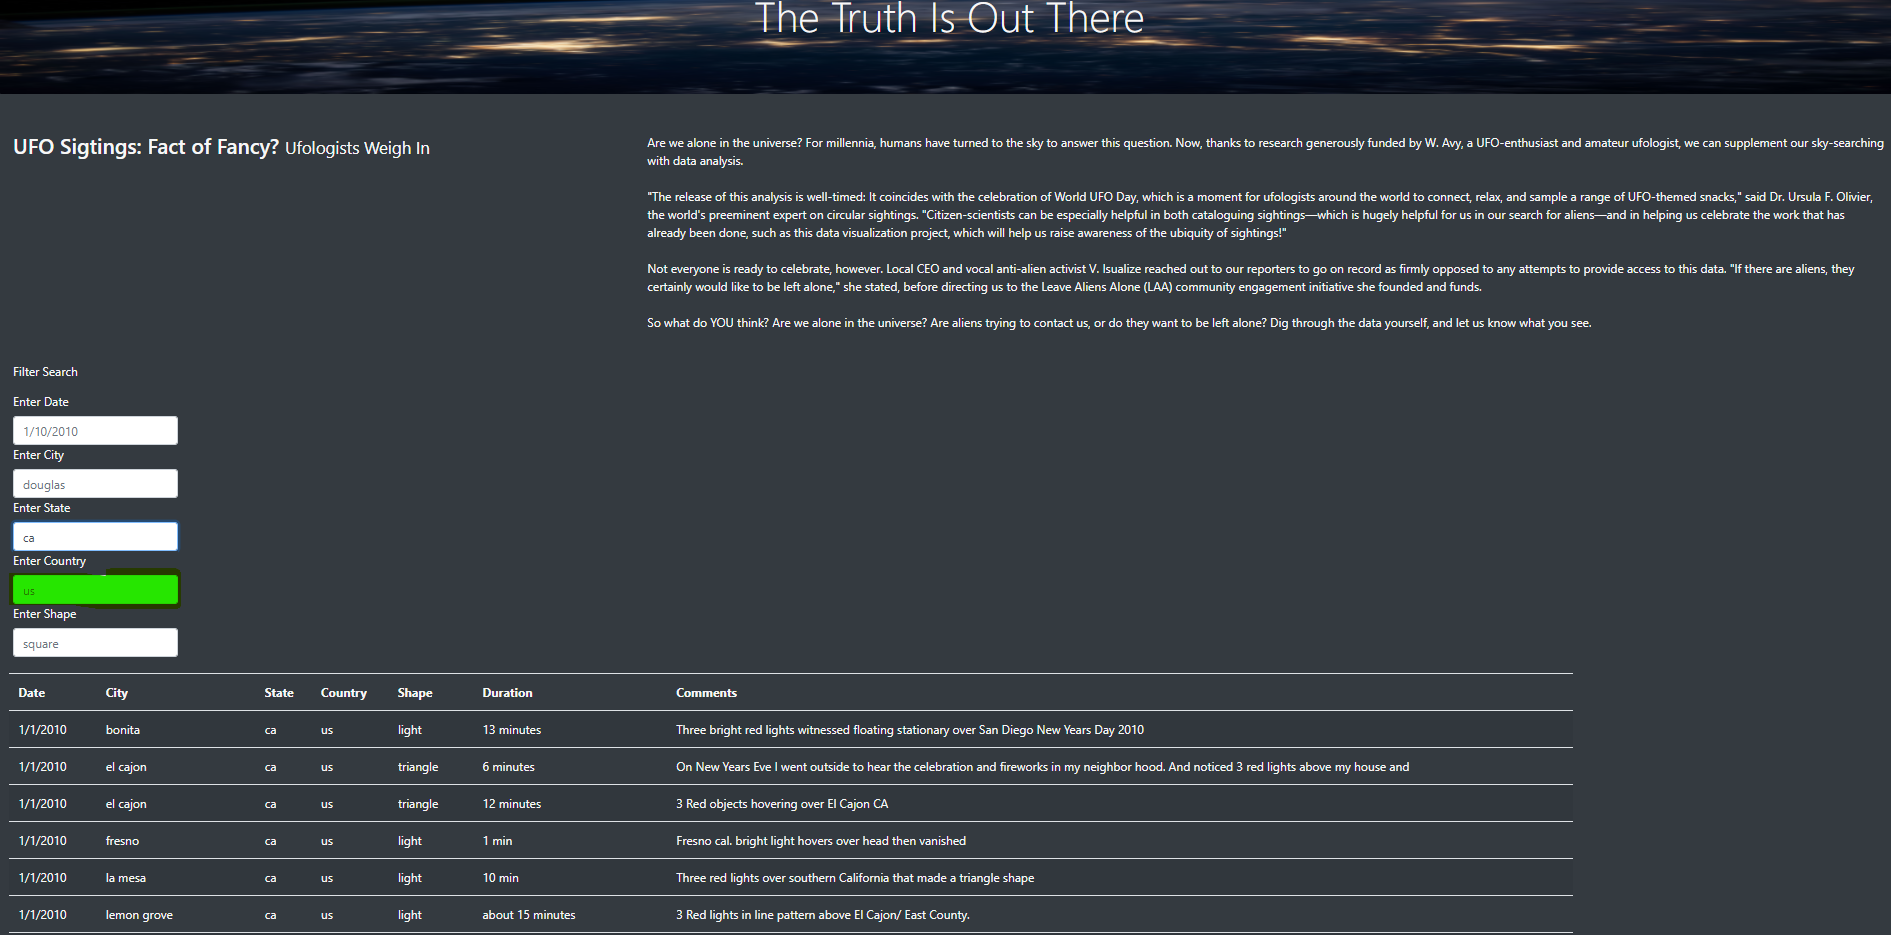 The Truth Is Out There
UFO Sigtings: Fact of Fancy? Ufologists Weigh In
Are we alone in the universe? For millennia, humans have turned to the sky to answer this question. Now, thanks to research generously funded by W. Avy, a UFO-enthusiast and amateur ufologist, we can supplement our sky-searching
with data analysis.
"The release of this analysis is well-timed: It coincides with the celebration of World UFO Day, which is a moment for ufologists around the world to connect, relax, and sample a range of UFO-themed snacks," said Dr. Ursula F. Olivier,
the world's preeminent expert on circular sightings. "Citizen-scientists can be especially helpful in both cataloguing sightings—which is hugely helpful for us in our search for aliens—and in helping us celebrate the work that has
already been done, such as this data visualization project, which will help us raise awareness of the ubiquity of sightings!"
Not everyone is ready to celebrate, however. Local CEO and vocal anti-alien activist V. Isualize reached out to our reporters to go on record as firmly opposed to any attempts to provide access to this data. "If there are aliens, they
certainly would like to be left alone," she stated, before directing us to the Leave Aliens Alone (LAA) community engagement initiative she founded and funds.
So what do YOU think? Are we alone in the universe? Are aliens trying to contact us, or do they want to be left alone? Dig through the data yourself, and let us know what you see.
Filter Search
Enter Date
1/10/2010
Enter City
douglas
Enter State
ca
Enter Country
us
Enter Shape
square
Date City State Country Shape Duration Comments
1/1/2010 bonita ca us light 13 minutes Three bright red lights witnessed floating stationary over San Diego New Years Day 2010
1/1/2010 el cajon ca us triangle 6 minutes On New Years Eve I went outside to hear the celebration and fireworks in my neighbor hood. And noticed 3 red lights above my house and
1/1/2010 el cajon ca us triangle 12 minutes 3 Red objects hovering over El Cajon CA
1/1/2010 fresno ca us light 1 min Fresno cal. bright light hovers over head then vanished
1/1/2010 la mesa ca us light 10 min Three red lights over southern California that made a triangle shape
1/1/2010 lemon grove ca us light about 15 minutes 3 Red lights in line pattern above El Cajon/ East County.